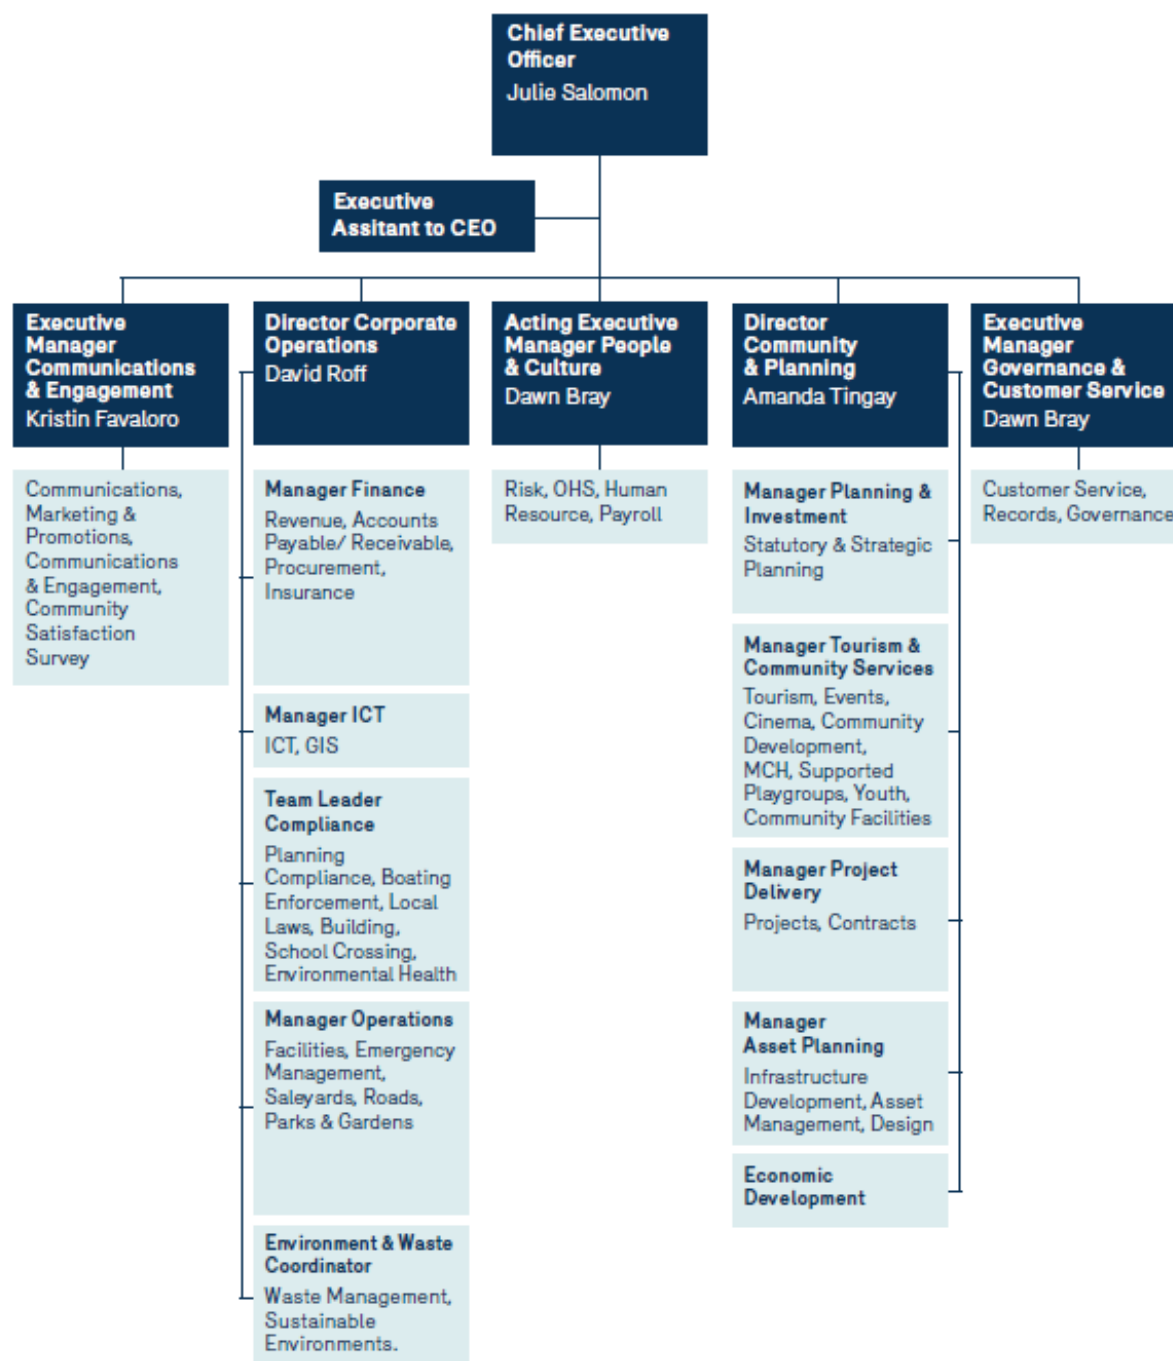 Chief Executive
Officer
Julie Salomon
Executive
Assitant to CEO
Executive
Manager
Communications
& Engagement
Kristin Favaloro
Communications,
Marketing &
Promotions,
Communications
& Engagement,
Community
Satisfaction
Survey
Director Corporate
Operations
David Roff
Manager Finance
Revenue, Accounts
Payable/ Receivable,
Procurement,
Insurance
Manager ICT
ICT, GIS
Team Leader
Compliance
Planning
Compliance, Boating
Enforcement, Local
Laws, Building,
School Crossing,
Environmental Health
Manager Operations
Facilities, Emergency
Management,
Saleyards, Roads,
Parks & Gardens
Environment & Waste
Coordinator
Waste Management,
Sustainable
Environments.
Acting Executive
Manager People
& Culture
Dawn Bray
Risk, OHS, Human
Resource, Payroll
Director
Community
& Planning
Amanda Tingay
Manager Planning &
Investment
Statutory & Strategic
Planning
Manager Tourism &
Community Services
Tourism, Events,
Cinema, Community
Development,
MCH, Supported
Playgroups, Youth,
Community Facilities
Manager Project
Delivery
Projects, Contracts
Manager
Asset Planning
Infrastructure
Development, Asset
Management, Design
Economic
Development
Executive
Manager
Governance &
Customer Service
Dawn Bray
Customer Service,
Records, Governance